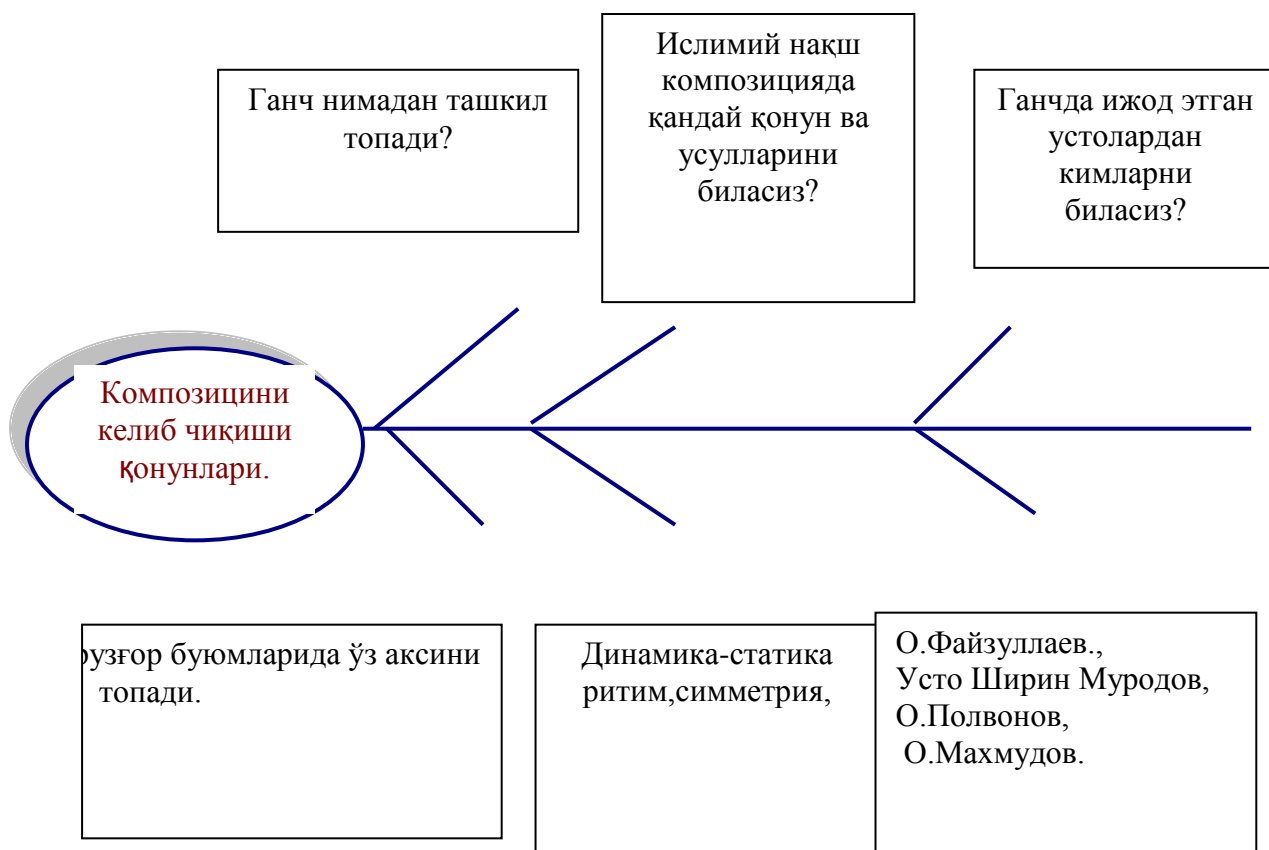 Ганч нимадан ташкил
топади?
Ислимий нақш
композицияда
қандай қонун ва
усулларини
биласиз?
Ганчда ижод этган
устолардан
кимларни
биласиз?
Композицини
келиб чиқиши
қонунлари.
буюмларида ўз аксини
топади.
Динамика-статика
ритим,симметрия,
О.Файзуллаев.,
Усто Ширин Муродов,
О.Полвонов,
О.Махмудов.